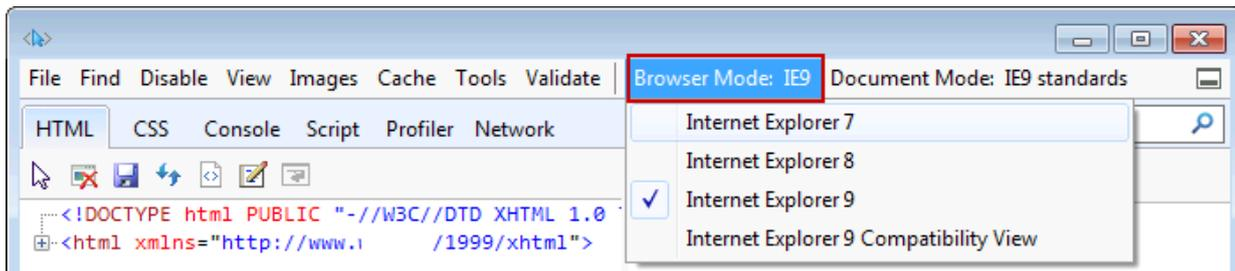 File Find Disable View Images Cache Tools Validate Browser Mode: IE9 Document Mode: IE9 standards
HTML CSS Console Script Profiler Network
Internet Explorer 7
Internet Explorer 8
Internet Explorer 9
Internet Explorer 9 Compatibility View
<!DOCTYPE html PUBLIC "-//W3C//DTD XHTML 1.0
<html xmlns="http://www. /1999/xhtml">